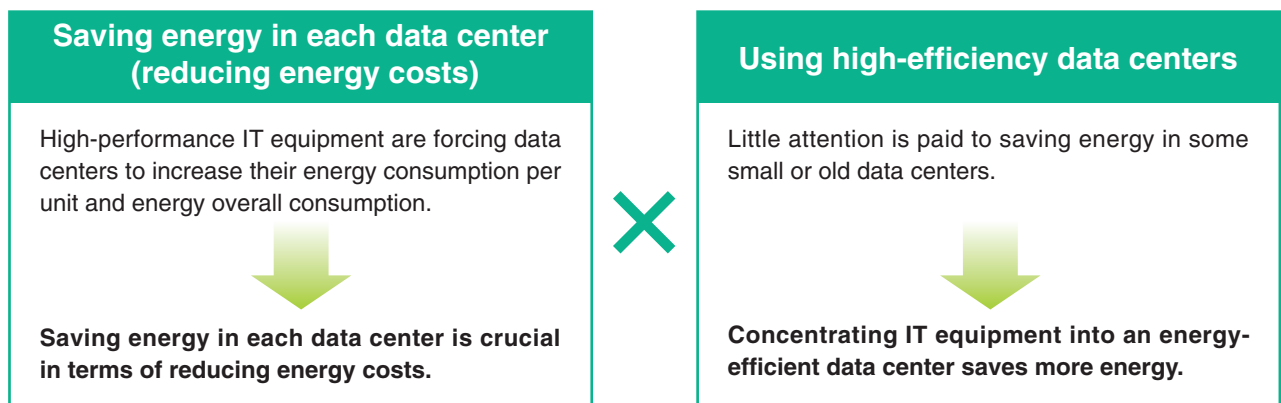 Saving energy in each data center
(reducing energy costs)
High-performance IT equipment are forcing data
centers to increase their energy consumption per
unit and energy overall consumption.
Saving energy in each data center is crucial
in terms of reducing energy costs.
×
Using high-efficiency data centers
Little attention is paid to saving energy in some
small or old data centers.
Concentrating IT equipment into an energy-
efficient data center saves more energy.